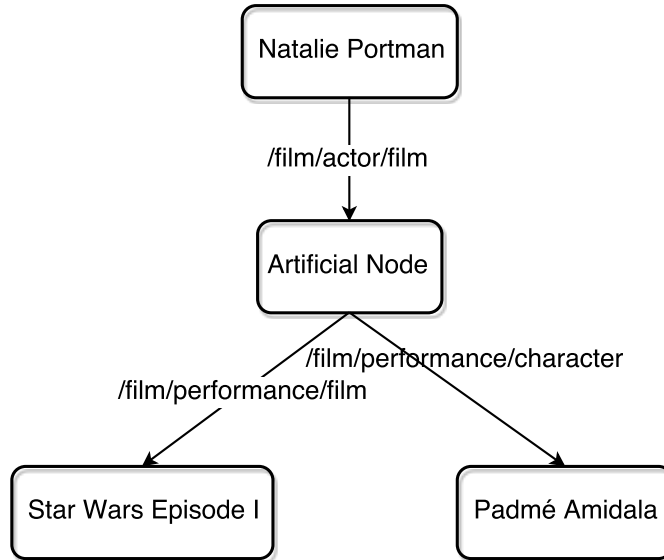 Natalie Portman
/film/actor/film
Artificial Node
/film/performance/character
/film/performance/film
Star Wars Episode I
Padmé Amidala